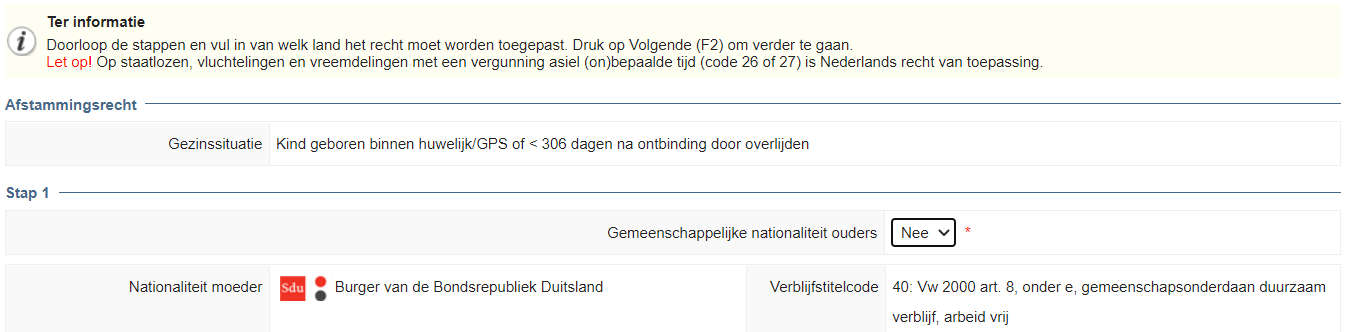 Ter informatie
Doorloop de stappen en vul in van welk land het recht moet worden toegepast. Druk op Volgende (F2) om verder te gaan.
Let op! Op staatlozen, vluchtelingen en vreemdelingen met een vergunning asiel (on)bepaalde tijd (code 26 of 27) is Nederlands recht van toepassing.
Afstammingsrecht
Gezinssituatie Kind geboren binnen huwelijk/GPS of < 306 dagen na ontbinding door overlijden
Stap 1
Gemeenschappelijke nationaliteit ouders Nee *
Nationaliteit moeder Sdu Burger van de Bondsrepubliek Duitsland Verblijfstitelcode 40: Vw 2000 art. 8, onder e, gemeenschapsonderdaan duurzaam
verblijf, arbeid vrij